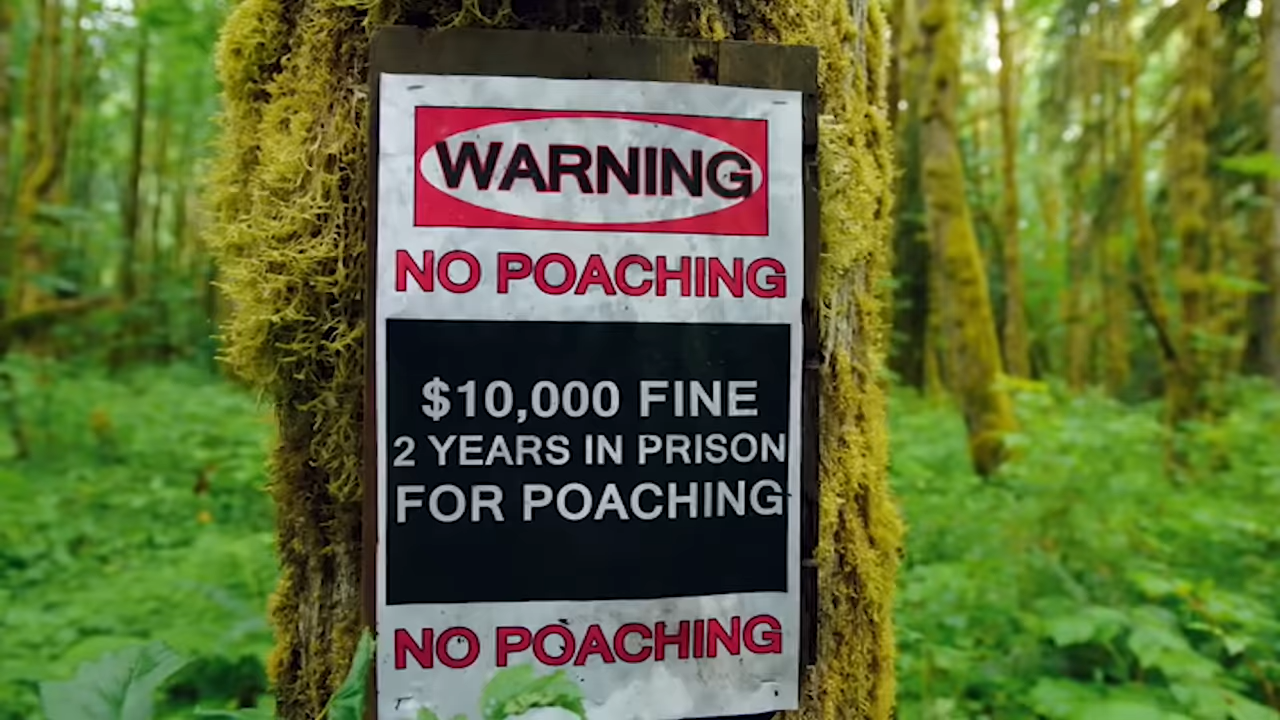 WARNING
NO POACHING
$10,000 FINE
2 YEARS IN PRISON
FOR POACHING
NO POACHING